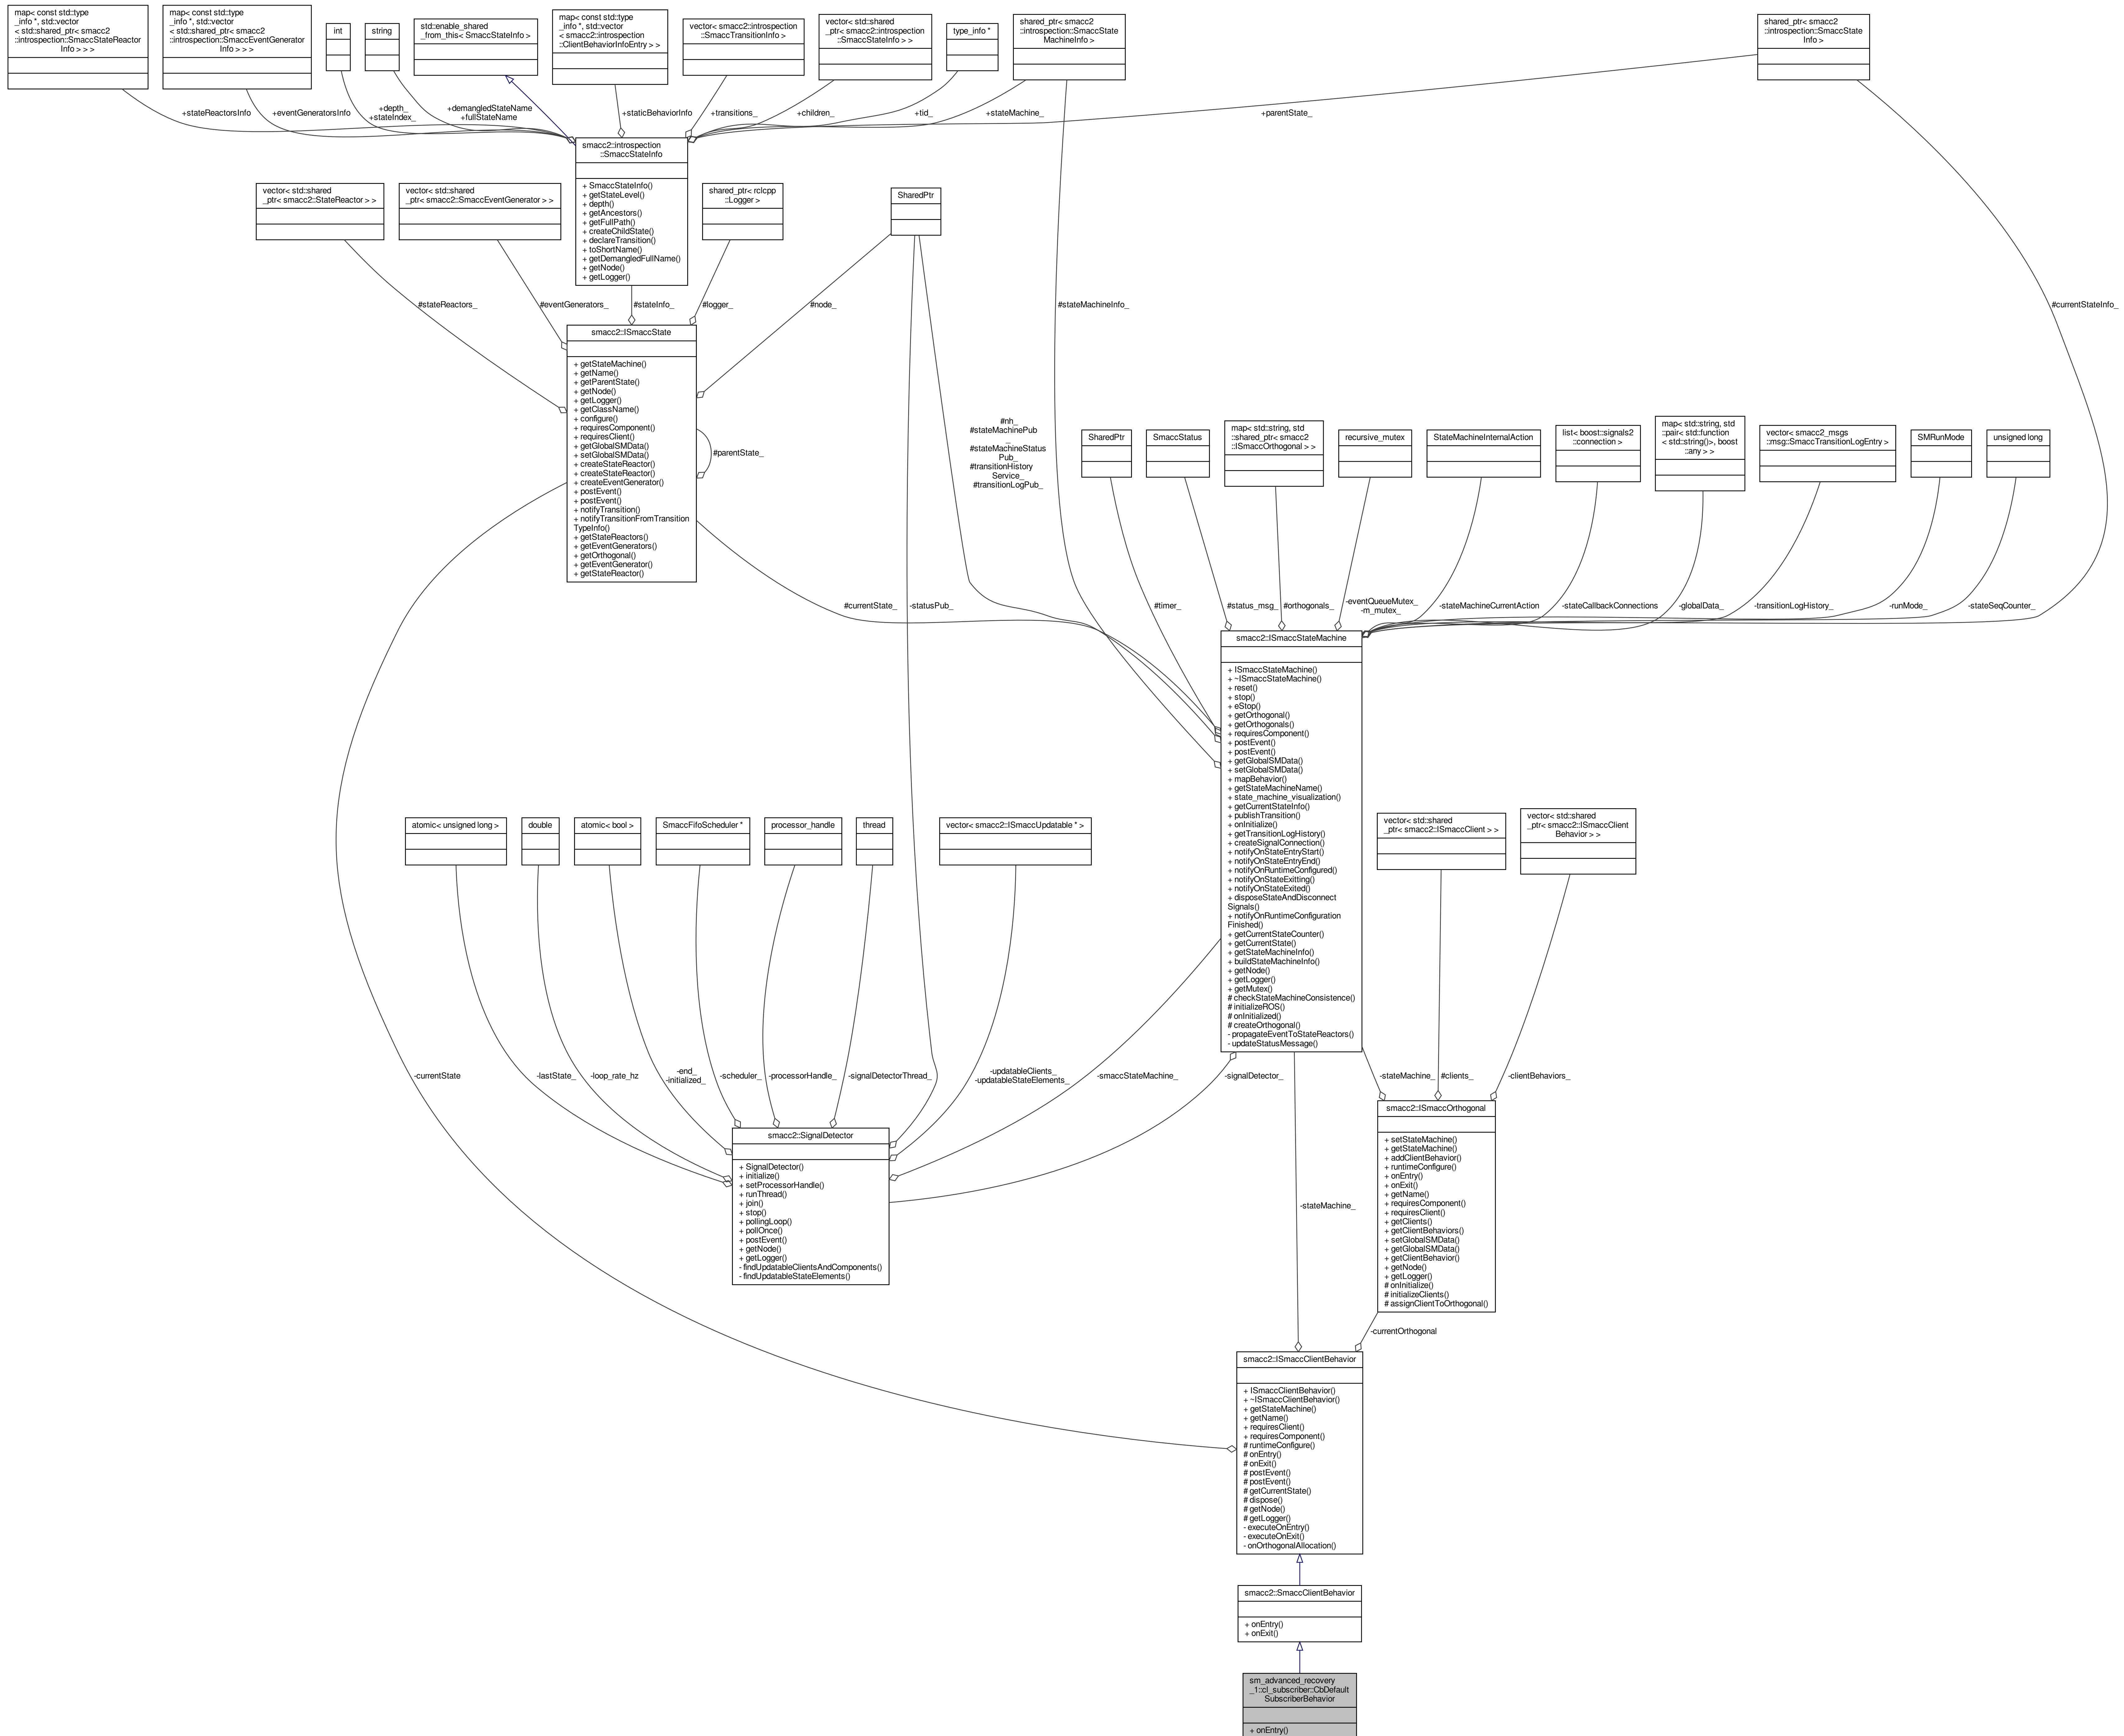 map< const std::type
_info *, std::vector
< std::shared_ptr< smacc2
::introspection::SmaccStateReactor
Info > > >
map< const std::type
_info *, std::vector
< std::shared_ptr< smacc2
::introspection::SmaccEventGenerator
Info > > >
int
string
std::enable_shared
_from_this< SmaccStateInfo >
map< const std::type
_info *, std::vector
< smacc2::introspection
::ClientBehaviorInfoEntry > >
vector< smacc2::introspection
::SmaccTransitionInfo >
vector< std::shared
_ptr< smacc2::introspection
::SmaccStateInfo > >
type_info *
shared_ptr< smacc2
::introspection::SmaccState
MachineInfo >
shared_ptr< smacc2
::introspection::SmaccState
Info >
+stateReactorsInfo
+eventGeneratorsInfo
+depth_
+stateIndex_
+demangledStateName
+fullStateName
+staticBehaviorInfo
+transitions_
+children_
+tid_
+stateMachine_
+parentState_
smacc2::introspection
::SmaccStateInfo
+ SmaccStateInfo()
+ getStateLevel()
+ depth()
+ getAncestors()
+ getFullPath()
+ createChildState()
+ declareTransition()
+ toShortName()
+ getDemangledFullName()
+ getNode()
+ getLogger()
vector< std::shared
_ptr< smacc2::StateReactor > >
vector< std::shared
_ptr< smacc2::SmaccEventGenerator > >
shared_ptr< rclcpp
::Logger >
SharedPtr
#stateReactors_
#eventGenerators_
#stateInfo_
#logger_
#node_
#stateMachineInfo_
#currentStateInfo_
smacc2::ISmaccState
+ getStateMachine()
+ getName()
+ getParentState()
+ getNode()
+ getLogger()
+ getClassName()
+ configure()
+ requiresComponent()
+ requiresClient()
+ getGlobalSMData()
+ setGlobalSMData()
+ createStateReactor()
+ createStateReactor()
+ createEventGenerator()
+ postEvent()
+ postEvent()
+ notifyTransition()
+ notifyTransitionFromTransition
TypeInfo()
+ getStateReactors()
+ getEventGenerators()
+ getOrthogonal()
+ getEventGenerator()
+ getStateReactor()
#parentState_
#nh_
#stateMachinePub
_
#stateMachineStatus
Pub_
#transitionHistory
Service_
#transitionLogPub_
SharedPtr
SmaccStatus
map< std::string, std
::shared_ptr< smacc2
::ISmaccOrthogonal > >
recursive_mutex
StateMachineInternalAction
list< boost::signals2
::connection >
map< std::string, std
::pair< std::function
< std::string()>, boost
::any > >
vector< smacc2_msgs
::msg::SmaccTransitionLogEntry >
SMRunMode
unsigned long
#currentState_
-statusPub_
#timer_
#status_msg_
#orthogonals_
-eventQueueMutex_
-m_mutex_
-stateMachineCurrentAction
-stateCallbackConnections
-globalData_
-transitionLogHistory_
-runMode_
-stateSeqCounter_
smacc2::ISmaccStateMachine
+ ISmaccStateMachine()
+ ~ISmaccStateMachine()
+ reset()
+ stop()
+ eStop()
+ getOrthogonal()
+ getOrthogonals()
+ requiresComponent()
+ postEvent()
+ postEvent()
+ getGlobalSMData()
+ setGlobalSMData()
+ mapBehavior()
+ getStateMachineName()
+ state_machine_visualization()
+ getCurrentStateInfo()
+ publishTransition()
+ onInitialize()
+ getTransitionLogHistory()
+ createSignalConnection()
+ notifyOnStateEntryStart()
+ notifyOnStateEntryEnd()
+ notifyOnRuntimeConfigured()
+ notifyOnStateExitting()
+ notifyOnStateExited()
+ disposeStateAndDisconnect
Signals()
+ notifyOnRuntimeConfiguration
Finished()
+ getCurrentStateCounter()
+ getCurrentState()
+ getStateMachineInfo()
+ buildStateMachineInfo()
+ getNode()
+ getLogger()
+ getMutex()
# checkStateMachineConsistence()
# initializeROS()
# onInitialized()
# createOrthogonal()
- propagateEventToStateReactors()
- updateStatusMessage()
atomic< unsigned long >
double
atomic< bool >
SmaccFifoScheduler *
processor_handle
thread
vector< smacc2::ISmaccUpdatable * >
vector< std::shared
_ptr< smacc2::ISmaccClient > >
vector< std::shared
_ptr< smacc2::ISmaccClient
Behavior > >
-currentState
-lastState_
-loop_rate_hz
-end_
-initialized_
-scheduler_
-processorHandle_
-signalDetectorThread_
-updatableClients_
-updatableStateElements_
-smaccStateMachine_
-signalDetector_
-stateMachine_
#clients_
-clientBehaviors_
smacc2::SignalDetector
+ SignalDetector()
+ initialize()
+ setProcessorHandle()
+ runThread()
+ join()
+ stop()
+ pollingLoop()
+ pollOnce()
+ postEvent()
+ getNode()
+ getLogger()
- findUpdatableClientsAndComponents()
- findUpdatableStateElements()
-stateMachine_
smacc2::ISmaccOrthogonal
+ setStateMachine()
+ getStateMachine()
+ addClientBehavior()
+ runtimeConfigure()
+ onEntry()
+ onExit()
+ getName()
+ requiresComponent()
+ requiresClient()
+ getClients()
+ getClientBehaviors()
+ setGlobalSMData()
+ getGlobalSMData()
+ getClientBehavior()
+ getNode()
+ getLogger()
# onInitialize()
# initializeClients()
# assignClientToOrthogonal()
-currentOrthogonal
smacc2::ISmaccClientBehavior
+ ISmaccClientBehavior()
+ ~ISmaccClientBehavior()
+ getStateMachine()
+ getName()
+ requiresClient()
+ requiresComponent()
# runtimeConfigure()
# onEntry()
# onExit()
# postEvent()
# postEvent()
# getCurrentState()
# dispose()
# getNode()
# getLogger()
- executeOnEntry()
- executeOnExit()
- onOrthogonalAllocation()
smacc2::SmaccClientBehavior
+ onEntry()
+ onExit()
sm_advanced_recovery
_1::cl_subscriber::CbDefault
SubscriberBehavior
+ onEntry()